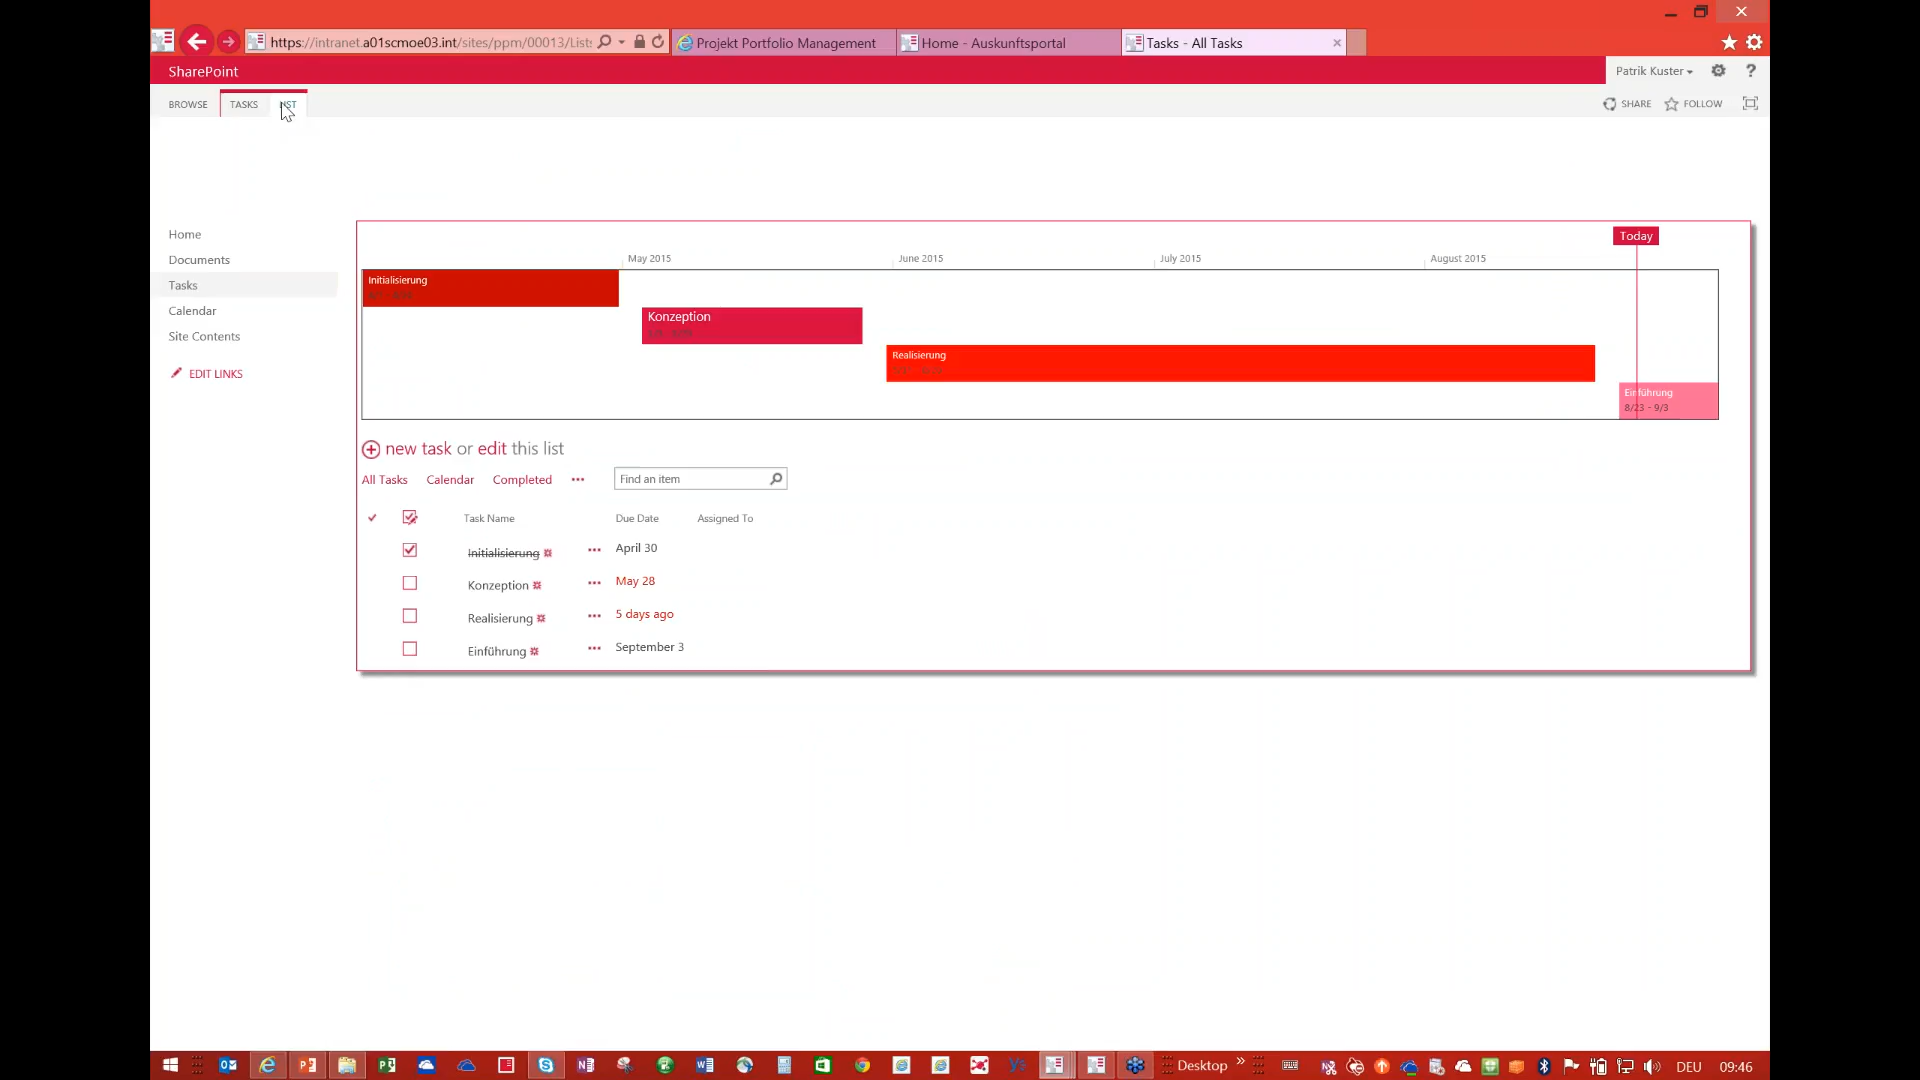 https://intranet.a01scmoe03.int/sites/ppm/00013/List: Projekt Portfolio Management Home - Auskunftsportal Tasks - All Tasks
SharePoint Patrik Kuster ?
BROWSE TASKS LIST SHARE FOLLOW
Home
Documents
Tasks
Calendar
Site Contents
EDIT LINKS
Today
May 2015 June 2015 July 2015 August 2015
Initialisierung
Konzeption
Realisierung
Einführung
8/23 - 9/3
new task or edit this list
All Tasks Calendar Completed ••• Find an item
Task Name Due Date Assigned To
Initialisierung ••• April 30
Konzeption ••• May 28
Realisierung ••• 5 days ago
Einführung ••• September 3
Desktop » DEU 09:46